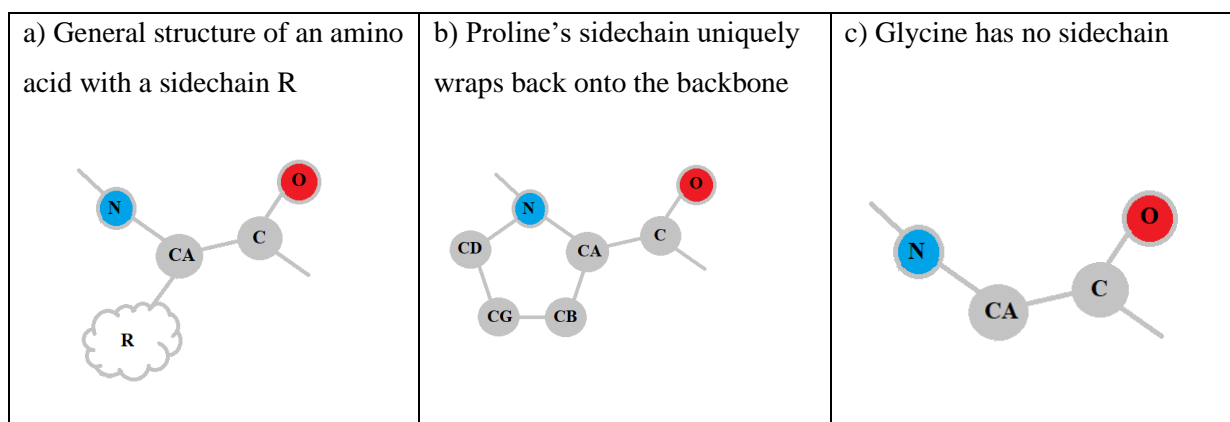 a) General structure of an amino
acid with a sidechain R
N
CA
C
O
R
b) Proline’s sidechain uniquely
wraps back onto the backbone
N
O
CD
CA
C
CG
CB
c) Glycine has no sidechain
N
CA
C
O